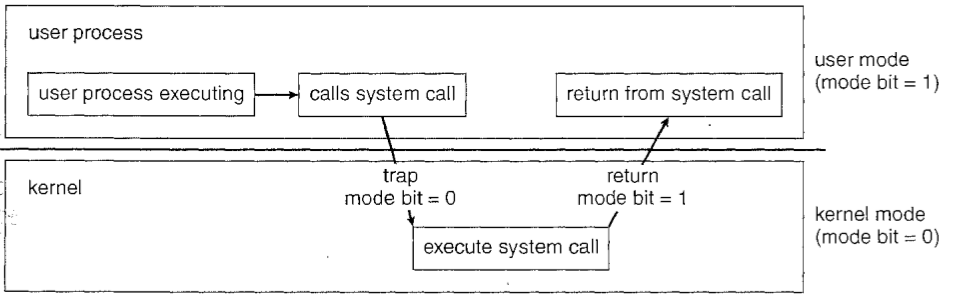 user process
user process executing
calls system call
return from system call
user mode
(mode bit = 1)
kernel
trap
mode bit = 0
return
mode bit = 1
execute system call
kernel mode
(mode bit = 0)